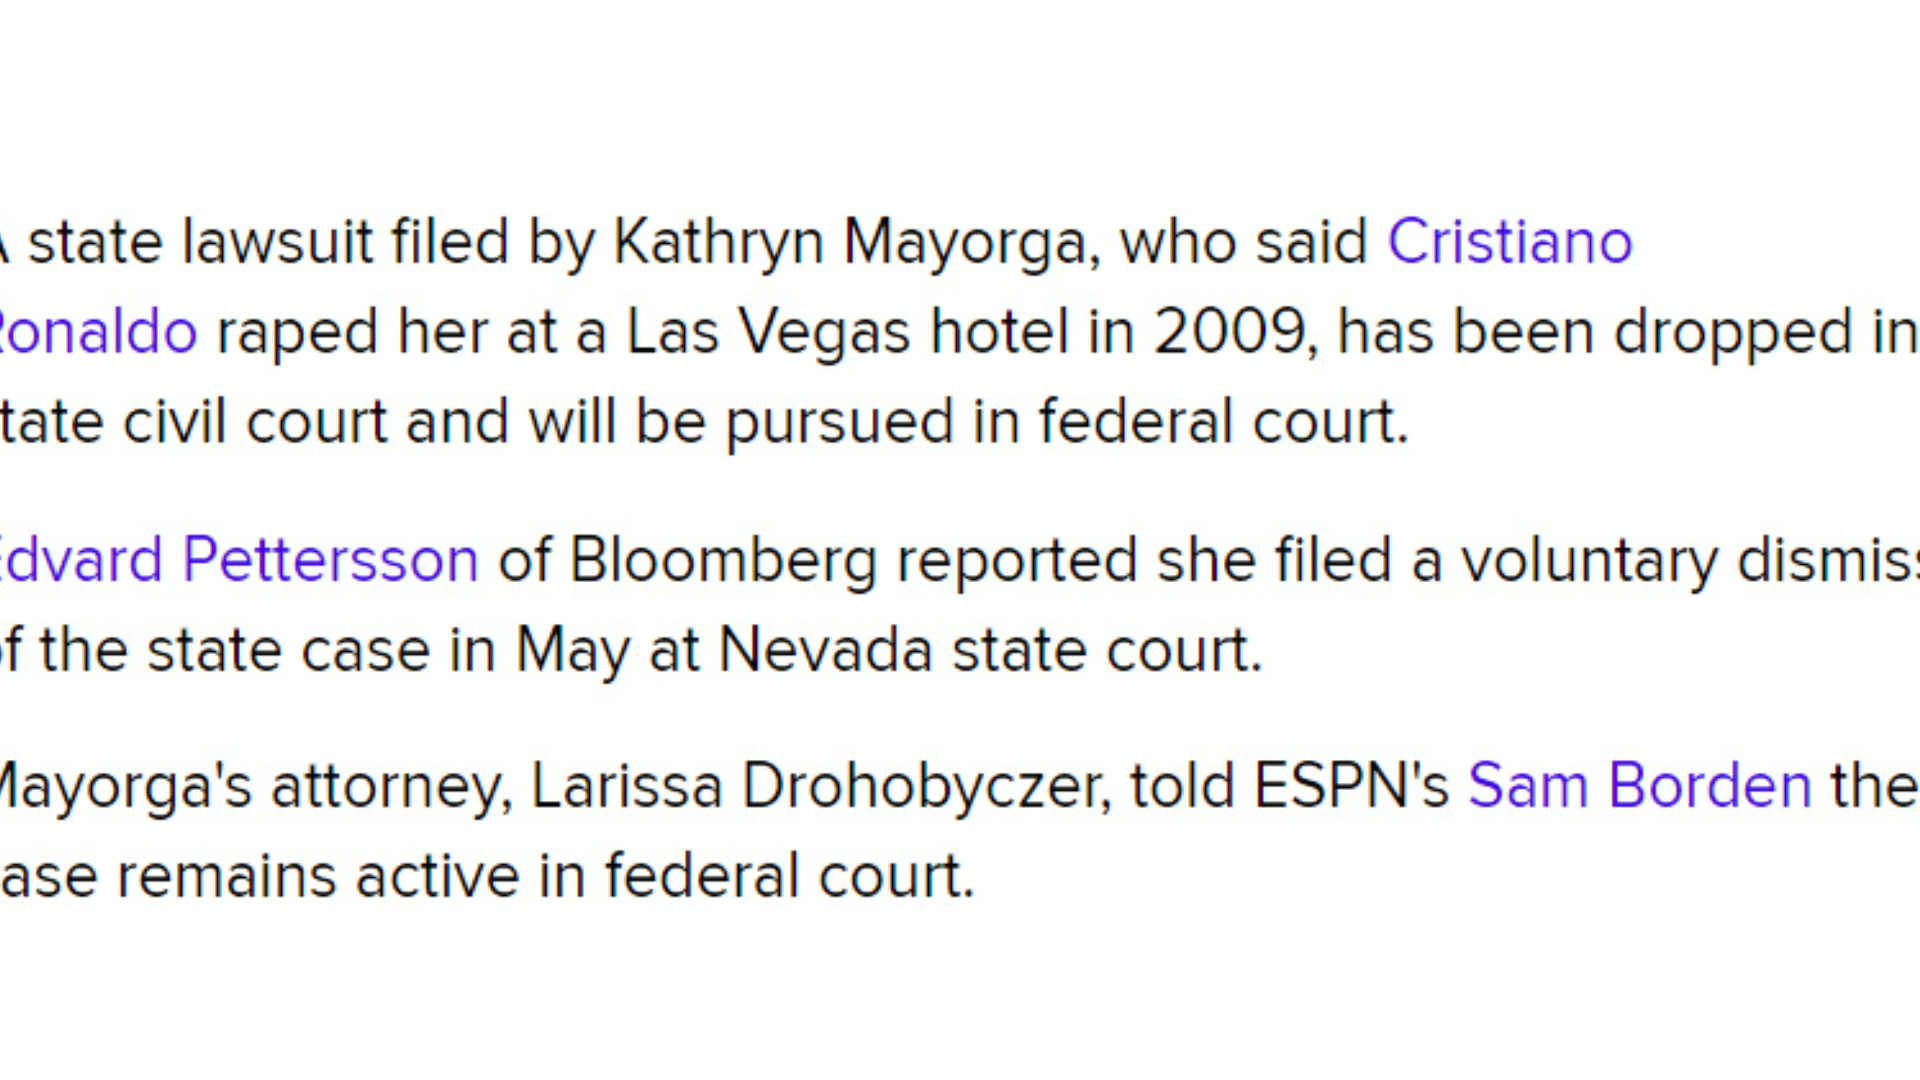 A state lawsuit filed by Kathryn Mayorga, who said Cristiano
Ronaldo raped her at a Las Vegas hotel in 2009, has been dropped in
state civil court and will be pursued in federal court.
Edvard Pettersson of Bloomberg reported she filed a voluntary dismiss
of the state case in May at Nevada state court.
Mayorga's attorney, Larissa Drohobyczer, told ESPN's Sam Borden the
case remains active in federal court.